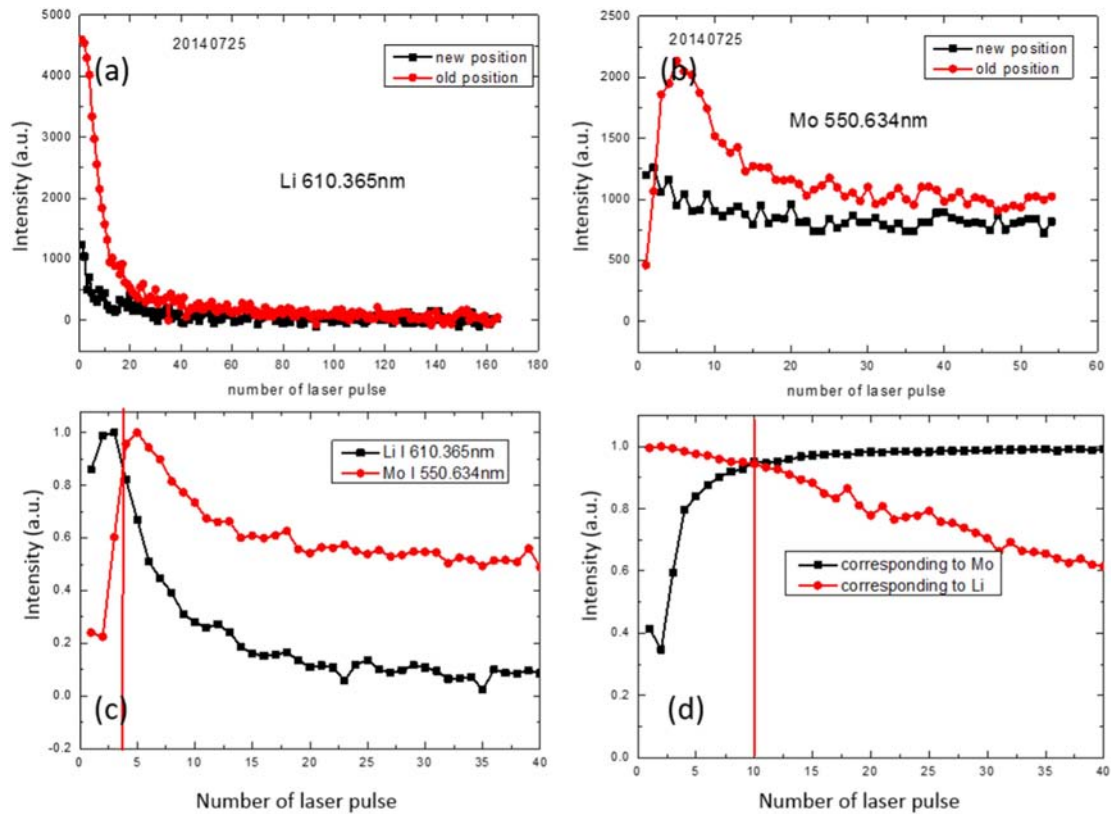 (a)
20140725
new position
old position
Li 610.365nm
5000
4000
3000
2000
1000
0
Intensity (a.u.)
0 20 40 60 80 100 120 140 160 180
number of laser pulse
(b)
20140725
new position
old position
Mo 550.634nm
2500
2000
1500
1000
500
0
Intensity (a.u.)
0 10 20 30 40 50 60
number of laser pulse
Li I 610.365nm
Mo I 550.634nm
1.0
0.8
0.6
0.4
0.2
0.0
-0.2
Intensity (a.u.)
(c)
0 5 10 15 20 25 30 35 40
Number of laser pulse
1.0
0.8
0.6
0.4
0.2
0.0
Intensity (a.u.)
corresponding to Mo
corresponding to Li
(d)
0 5 10 15 20 25 30 35 40
Number of laser pulse